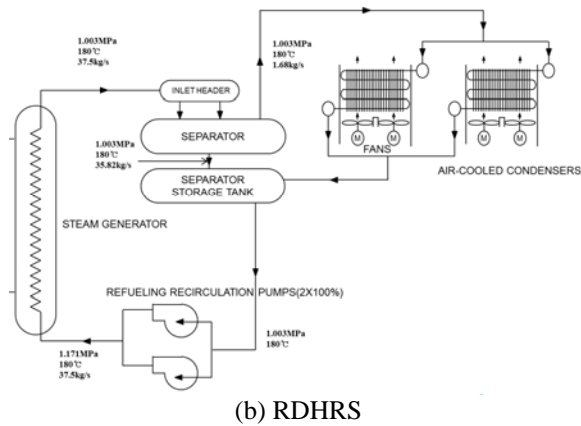 1.003MPa
180℃
37.5kg/s
1.003MPa
180℃
1.68kg/s
INLET HEADER
SEPARATOR
1.003MPa
180℃
35.82kg/s
SEPARATOR
STORAGE TANK
M
M
M
M
FANS
AIR-COOLED CONDENSERS
STEAM GENERATOR
REFUELING RECIRCULATION PUMPS(2X100%)
1.003MPa
180℃
1.171MPa
180℃
37.5kg/s
(b) RDHRS